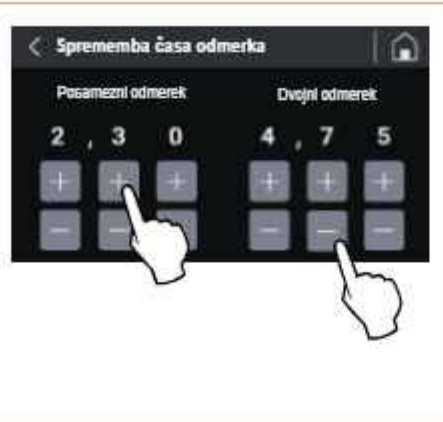 < Sprememba časa odmerka
Posamezni odmerek Dvojni odmerek
2 , 3 0 4 , 7 5
+ + + + + +
− − − − −